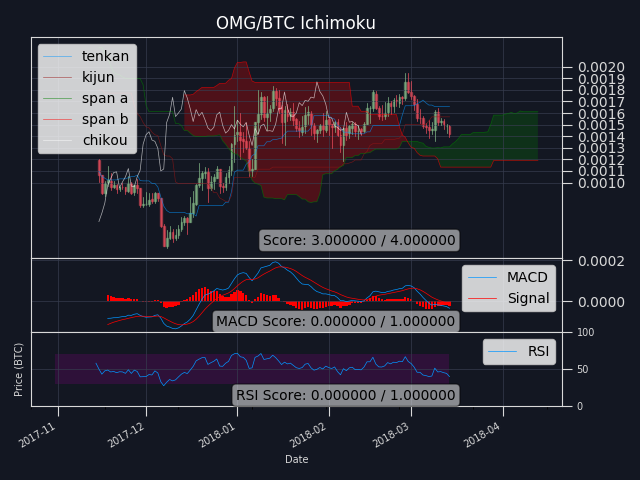 OMG/BTC Ichimoku
tenkan
kijun
span a
span b
chikou
0.0020
0.0019
0.0018
0.0017
0.0016
0.0015
0.0014
0.0013
0.0012
0.0011
0.0010
Score: 3.000000 / 4.000000
0.0002
0.0000
MACD
Signal
MACD Score: 0.000000 / 1.000000
100
50
0
RSI
RSI Score: 0.000000 / 1.000000
Price (BTC)
2017-11
2017-12
2018-01
2018-02
2018-03
2018-04
Date